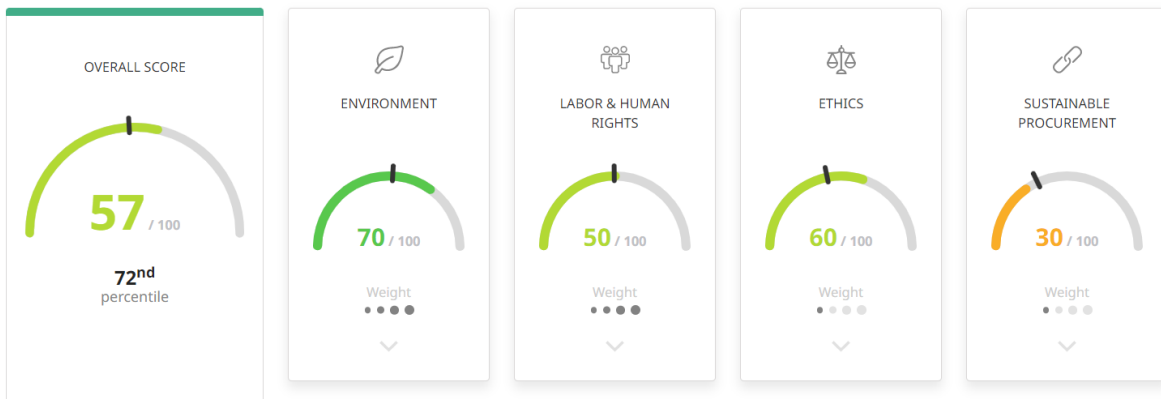 OVERALL SCORE
57 / 100
72nd
percentile
ENVIRONMENT
70 / 100
Weight
LABOR & HUMAN
RIGHTS
50 / 100
Weight
ETHICS
60 / 100
Weight
SUSTAINABLE
PROCUREMENT
30 / 100
Weight